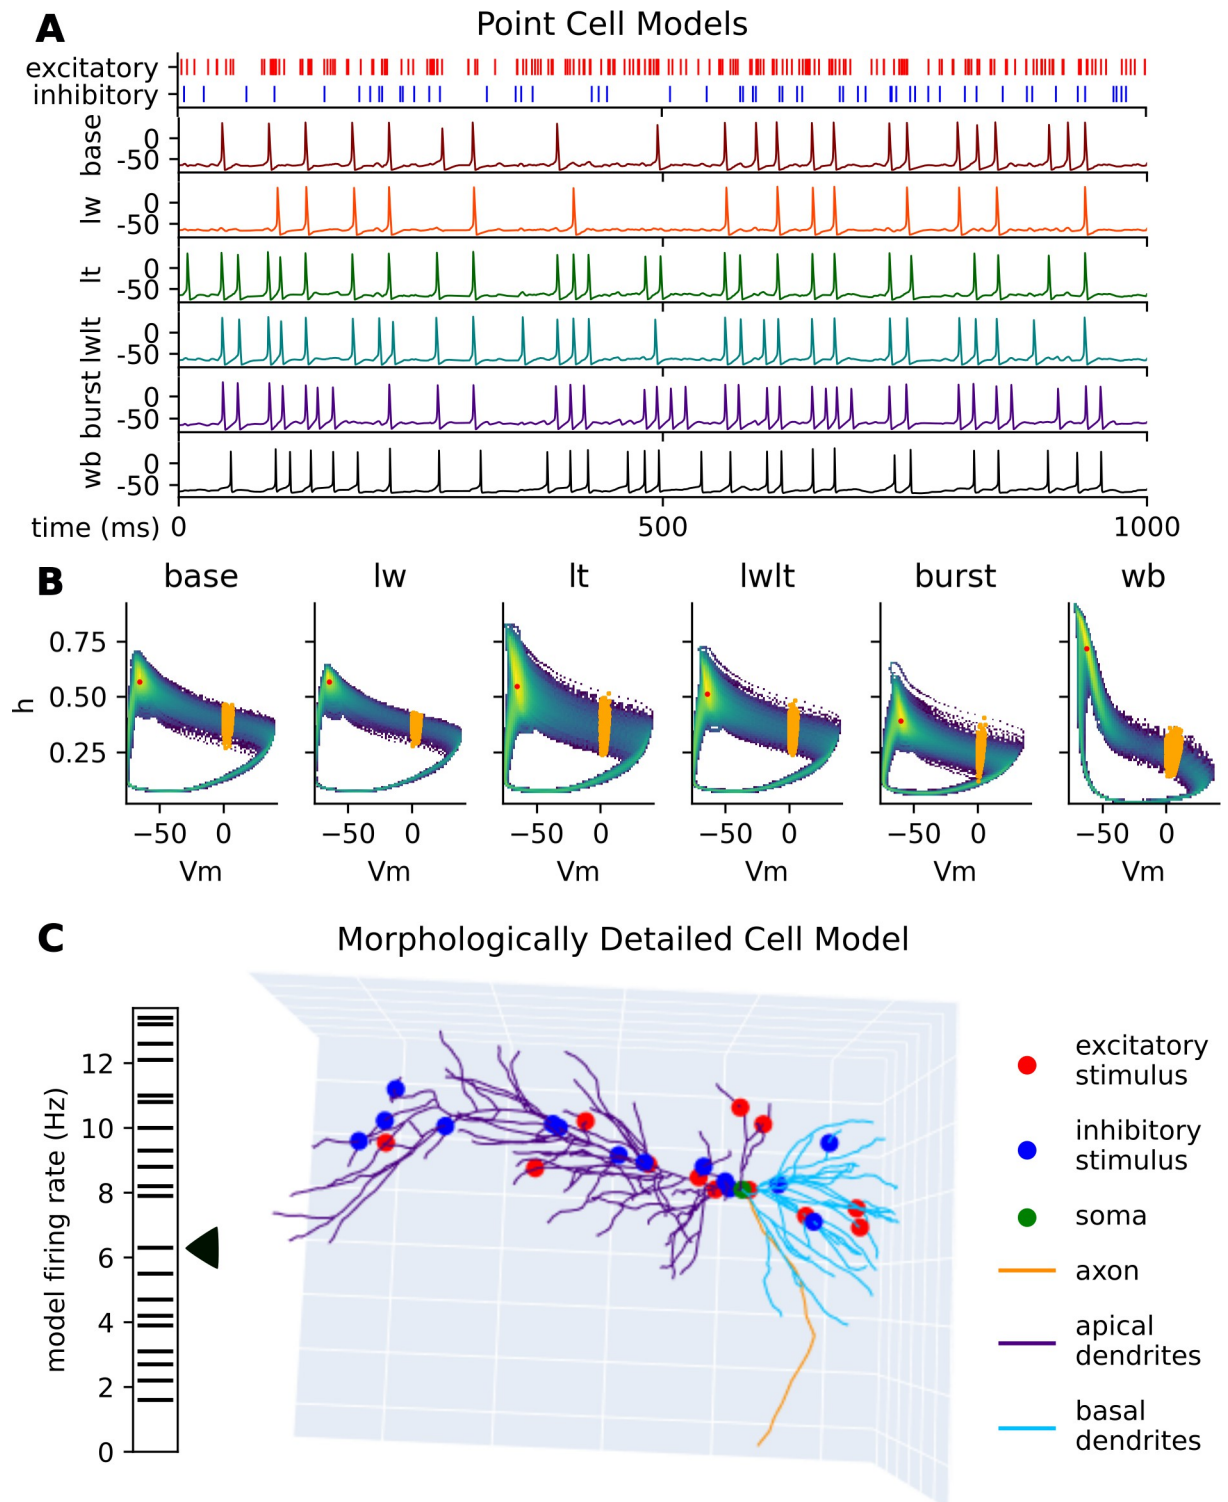 A
Point Cell Models
excitatory
inhibitory
base
0
-50
lw
0
-50
lt
0
-50
lwlt
0
-50
burst
0
-50
wb
0
-50
time (ms) 0 500 1000
B
base lw lt lwlt burst wb
h
0.75
0.50
0.25
−50 0 −50 0 −50 0 −50 0 −50 0 −50 0
Vm Vm Vm Vm Vm Vm
C
Morphologically Detailed Cell Model
model firing rate (Hz)
12
10
8
6
4
2
0
excitatory
stimulus
inhibitory
stimulus
soma
axon
apical
dendrites
basal
dendrites